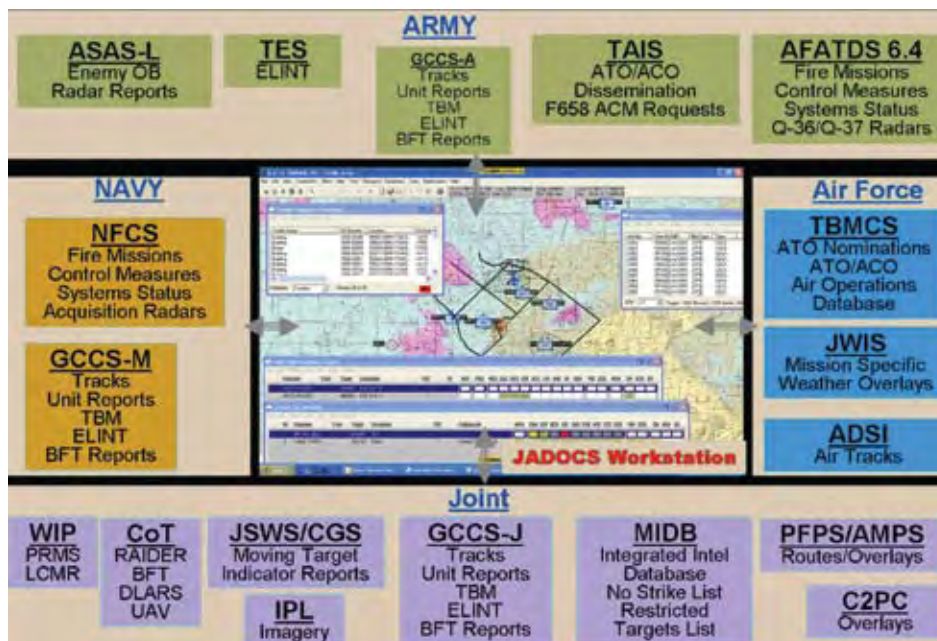 ARMY
ASAS-L
Enemy OB
Radar Reports
TES
ELINT
GCCS-A
Tracks
Unit Reports
TBM
ELINT
BFT Reports
TAIS
ATO/ACO
Dissemination
F658 ACM Requests
AFATDS 6.4
Fire Missions
Control Measures
Systems Status
Q-36/Q-37 Radars
NAVY
NFCS
Fire Missions
Control Measures
Systems Status
Acquisition Radars
GCCS-M
Tracks
Unit Reports
TBM
ELINT
BFT Reports
JADOCS Workstation
Air Force
TBMCS
ATO Nominations
ATO/ACO
Air Operations
Database
JWIS
Mission Specific
Weather Overlays
ADSI
Air Tracks
Joint
WIP
PRMS
LCMR
CoT
RAIDER
BFT
DLARS
UAV
JSWS/CGS
Moving Target
Indicator Reports
IPL
Imagery
GCCS-J
Tracks
Unit Reports
TBM
ELINT
BFT Reports
MIDB
Integrated Intel
Database
No Strike List
Restricted
Targets List
PFPS/AMPS
Routes/Overlays
C2PC
Overlays